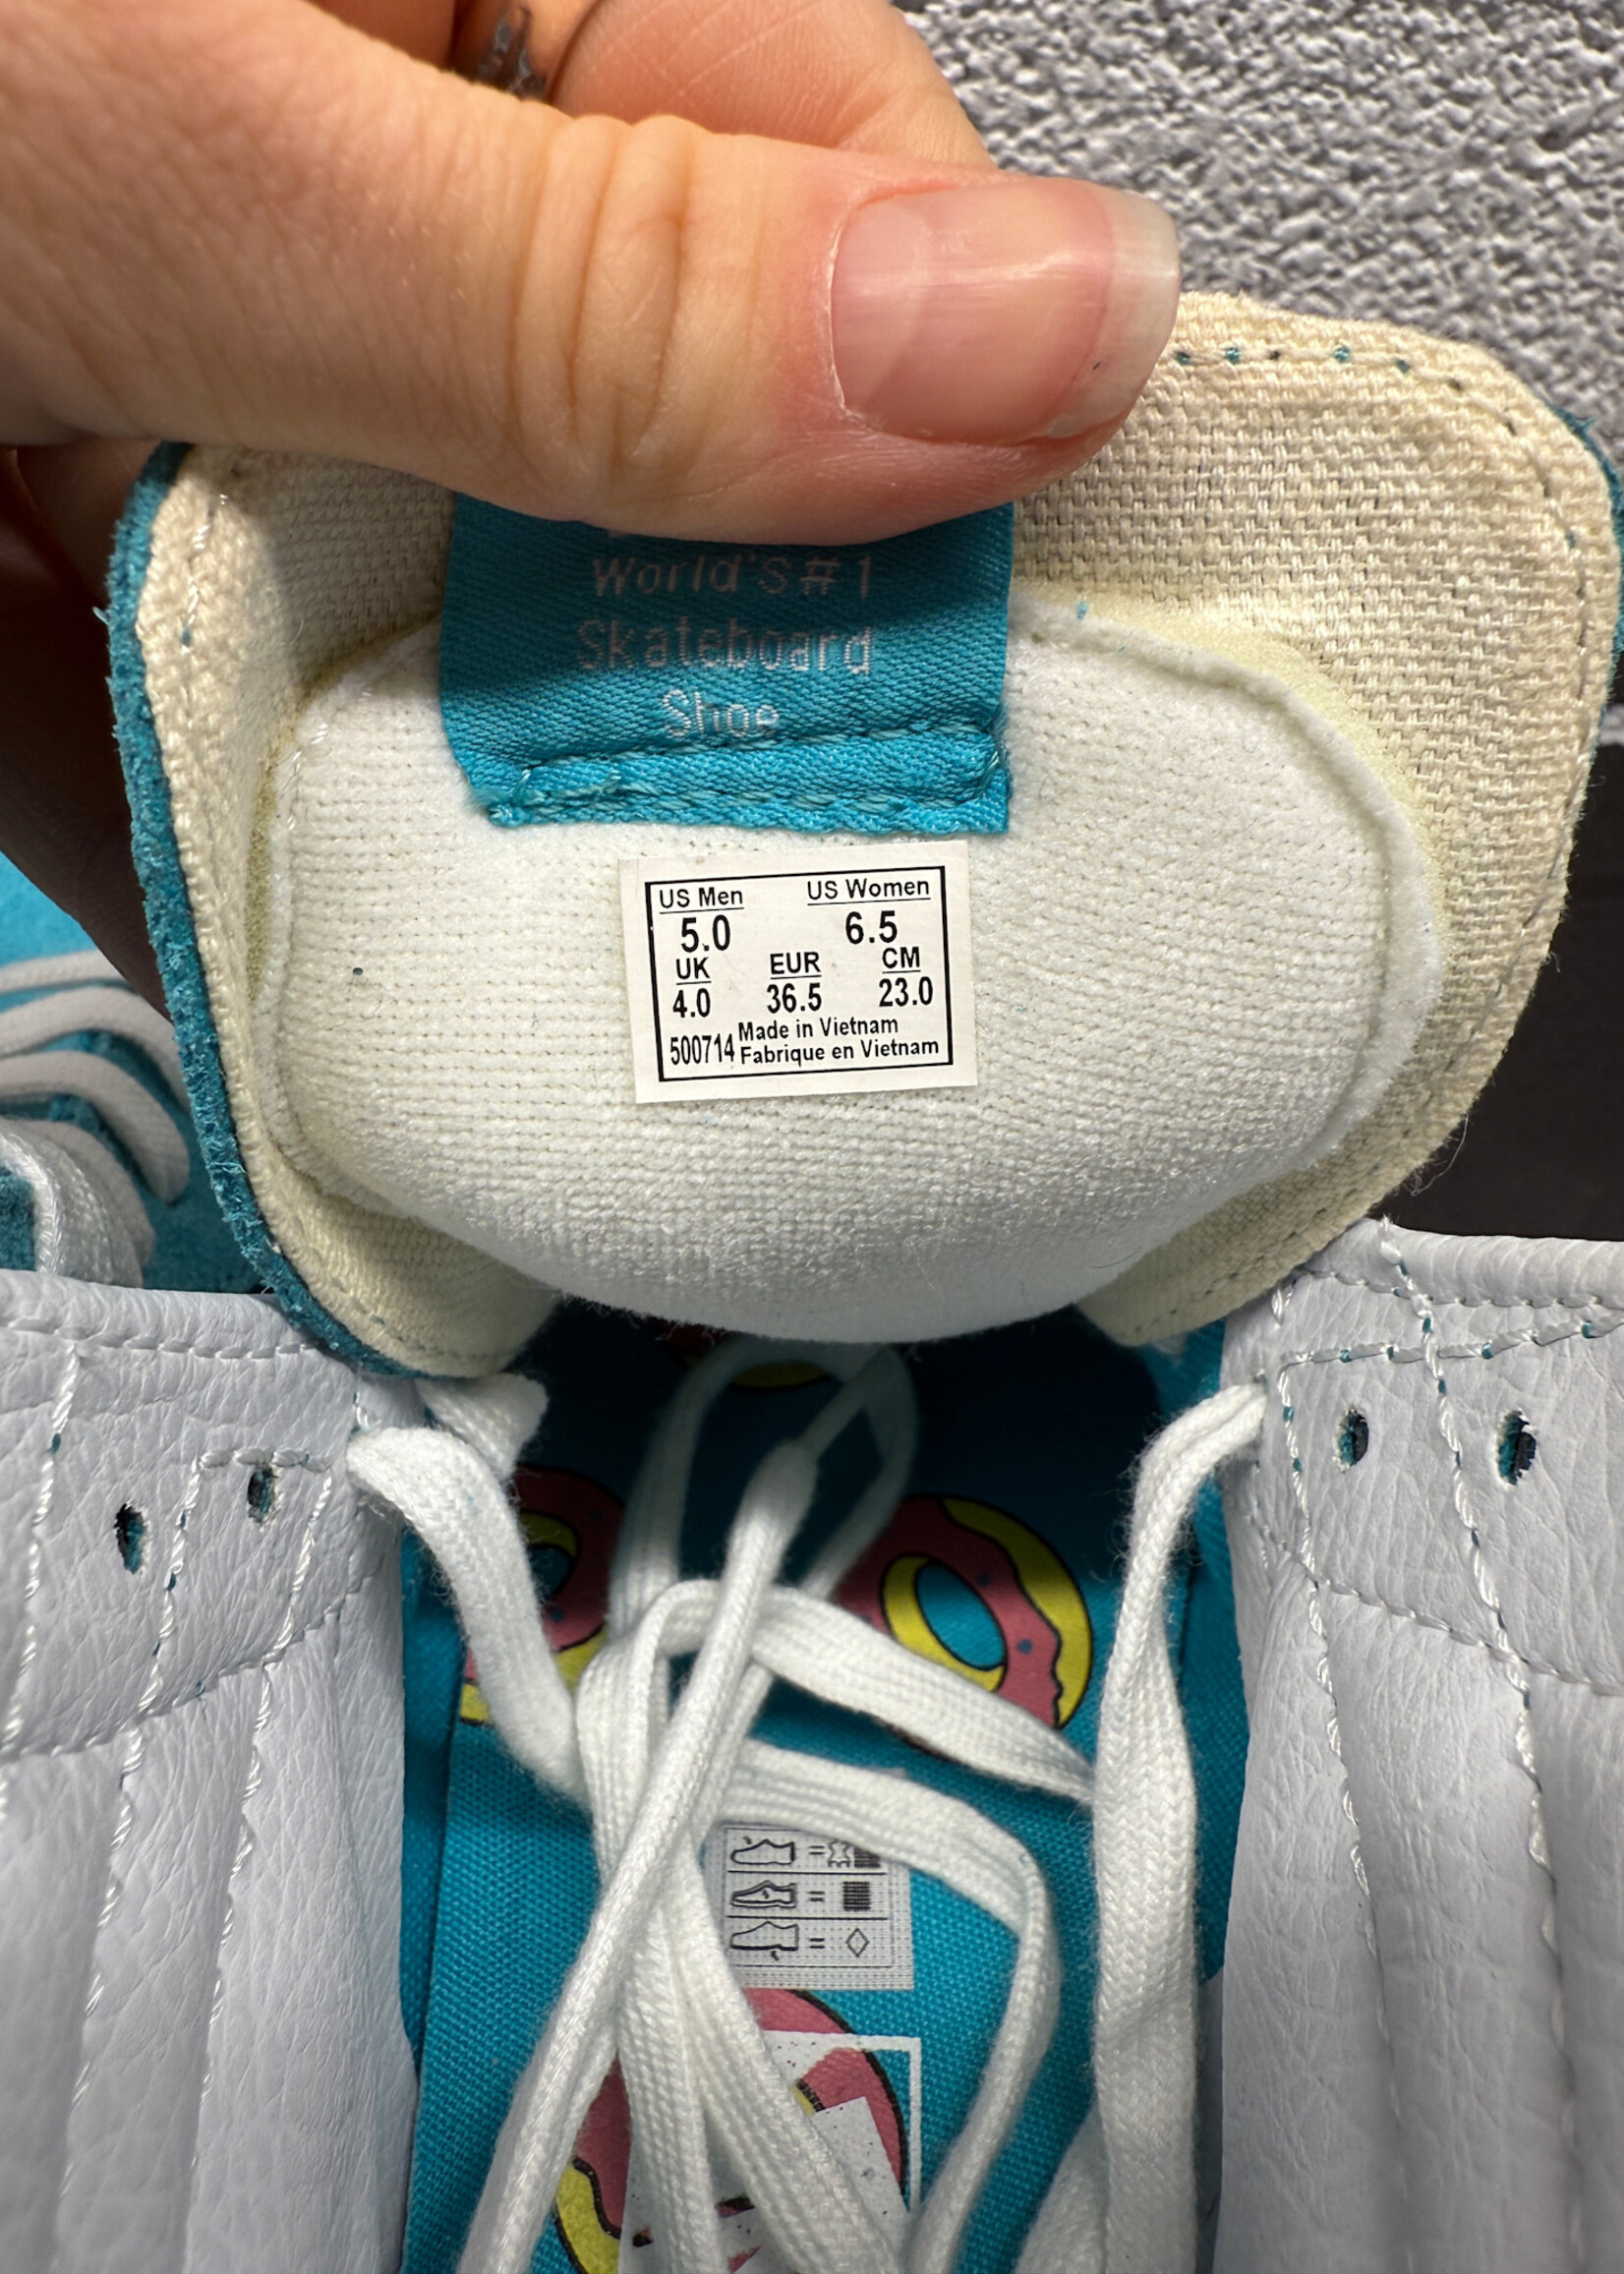 World's #1
Skateboard
Shoe
US Men US Women
5.0 6.5
UK EUR CM
4.0 36.5 23.0
500714 Made in Vietnam
Fabrique en Vietnam